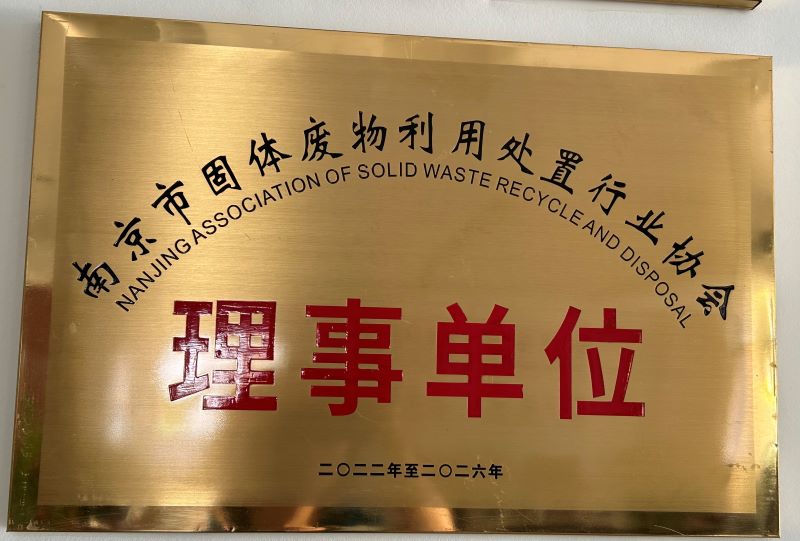 南京市固体废物利用处置行业协会
NANJING ASSOCIATION OF SOLID WASTE RECYCLE AND DISPOSAL
理事单位
二〇二二年至二〇二六年